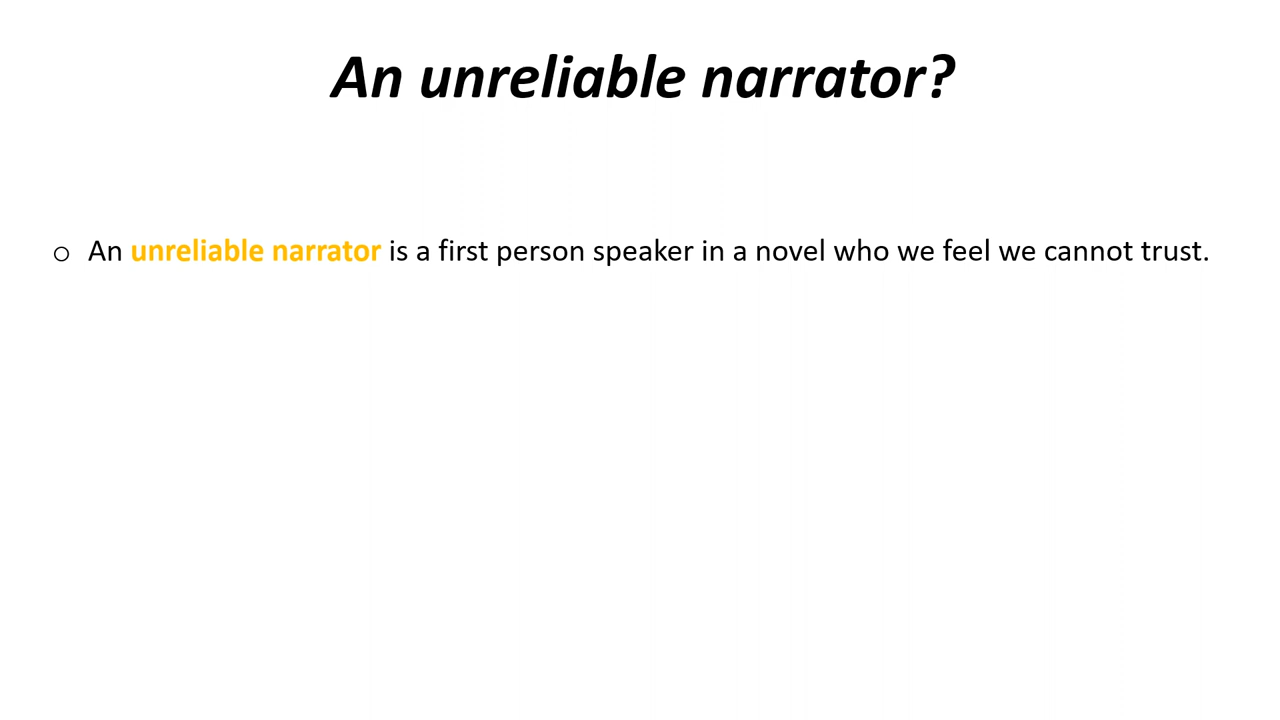 An unreliable narrator?
o An unreliable narrator is a first person speaker in a novel who we feel we cannot trust.